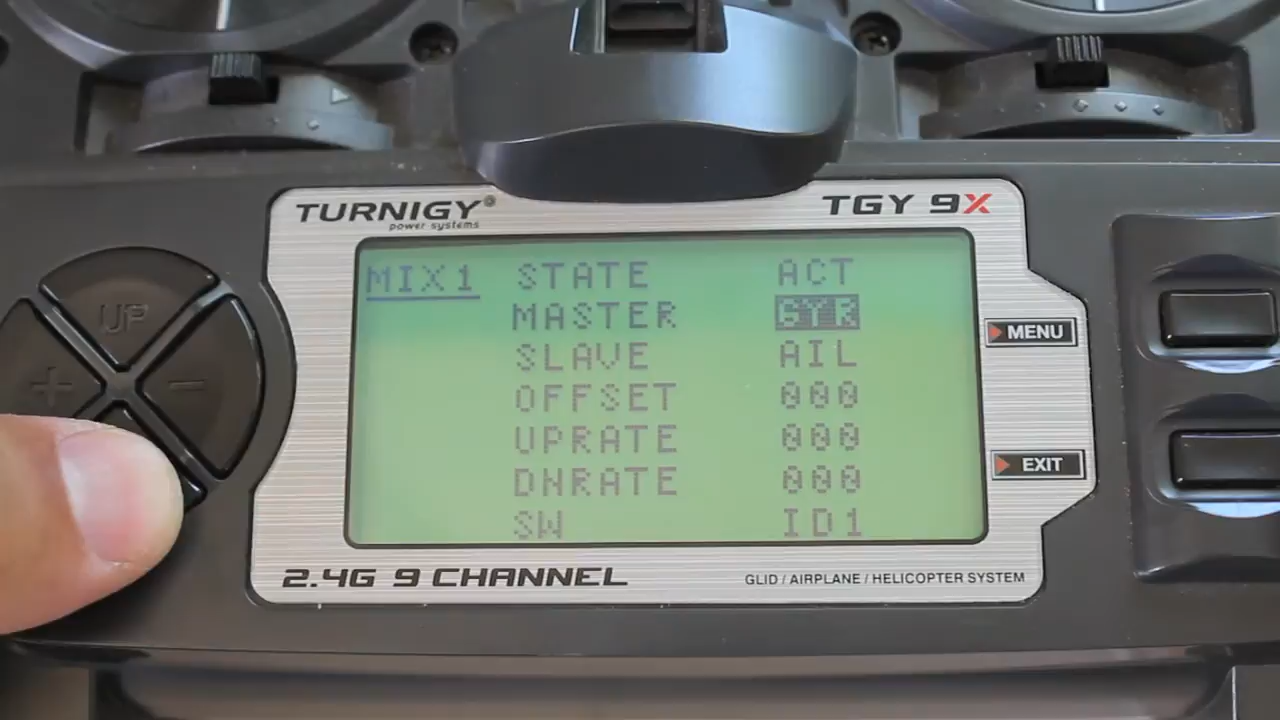 TURNIGY®
power systems
TGY 9X
UP
+
-
MIX1 STATE ACT
MASTER GYR
SLAVE AIL
OFFSET 000
UPRATE 000
DNRATE 000
SW ID1
MENU
EXIT
2.4G 9 CHANNEL
GLID / AIRPLANE / HELICOPTER SYSTEM